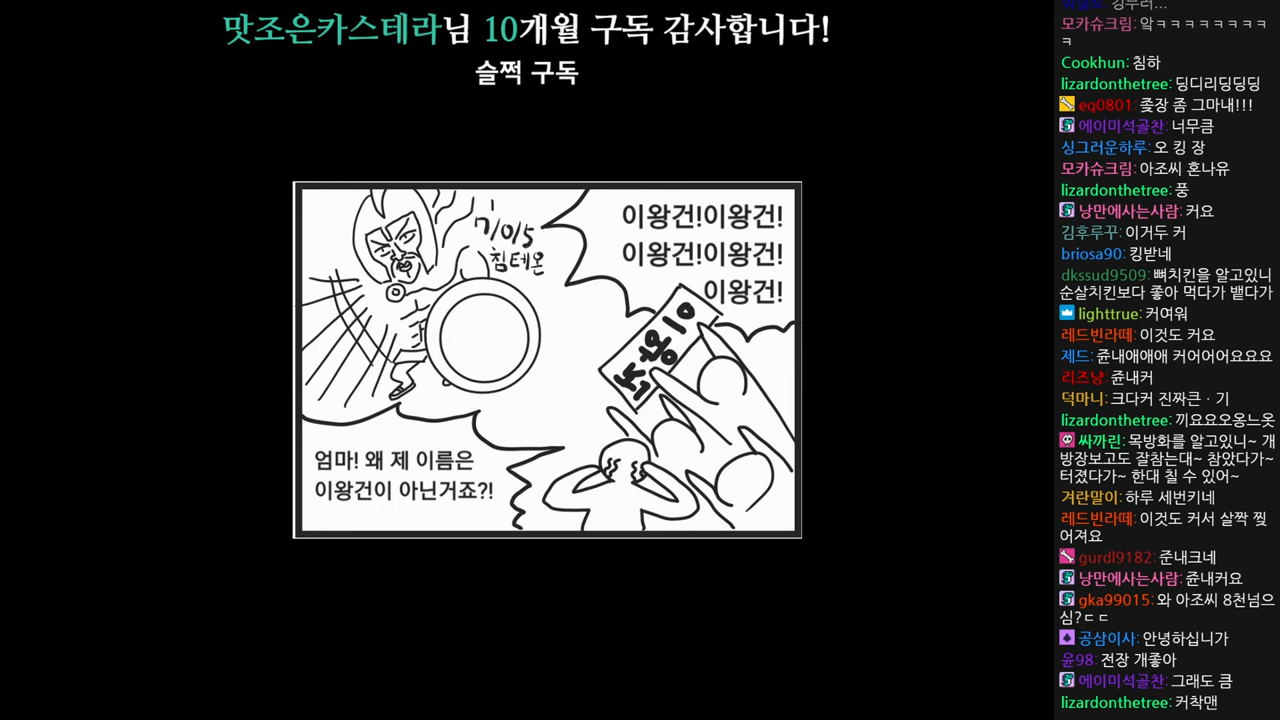 맛조은카스테라님 10개월 구독 감사합니다!
슬쩍 구독
이왕건!이왕건!
이왕건!이왕건!
이왕건!
침테온
엄마! 왜 제 이름은
이왕건이 아닌거죠?!
모카슈크림: 악ㅋㅋㅋㅋㅋㅋㅋㅋ
ㅋ
Cookhun: 침하
lizardonthetree: 띵디리딩딩딩
eq0801: 좆장 좀 그마내!!!
에이미석골찬: 너무큼
싱그러운하루: 오 킹 장
모카슈크림: 아조씨 혼나유
lizardonthetree: 풍
낭만에사는사람: 커요
김후루꾸: 이거두 커
briosa90: 킹받네
dkssud9509: 뼈치킨을 알고있니
순살치킨보다 좋아 먹다가 뱉다가
lighttrue: 커여워
레드빈라떼: 이것도 커요
제드: 쥰내애애애 커어어어요요요
리즈냥: 쥰내커
덕마니: 크다커 진짜큰ㆍ기
lizardonthetree: 끼요요오옹느옷
싸까린: 목방화를 알고있니~ 개
방장보고도 잘참는대~ 참았다가~
터졌다가~ 한대 칠 수 있어~
겨란말이: 하루 세번키네
레드빈라떼: 이것도 커서 살짝 찢
어져요
gurdl9182: 쥰내크네
낭만에사는사람: 쥰내커요
gka99015: 와 아조씨 8천넘으
심?ㄷㄷ
공삼이사: 안녕하십니가
윤98: 전장 개좋아
에이미석골찬: 그래도 큼
lizardonthetree: 커착맨